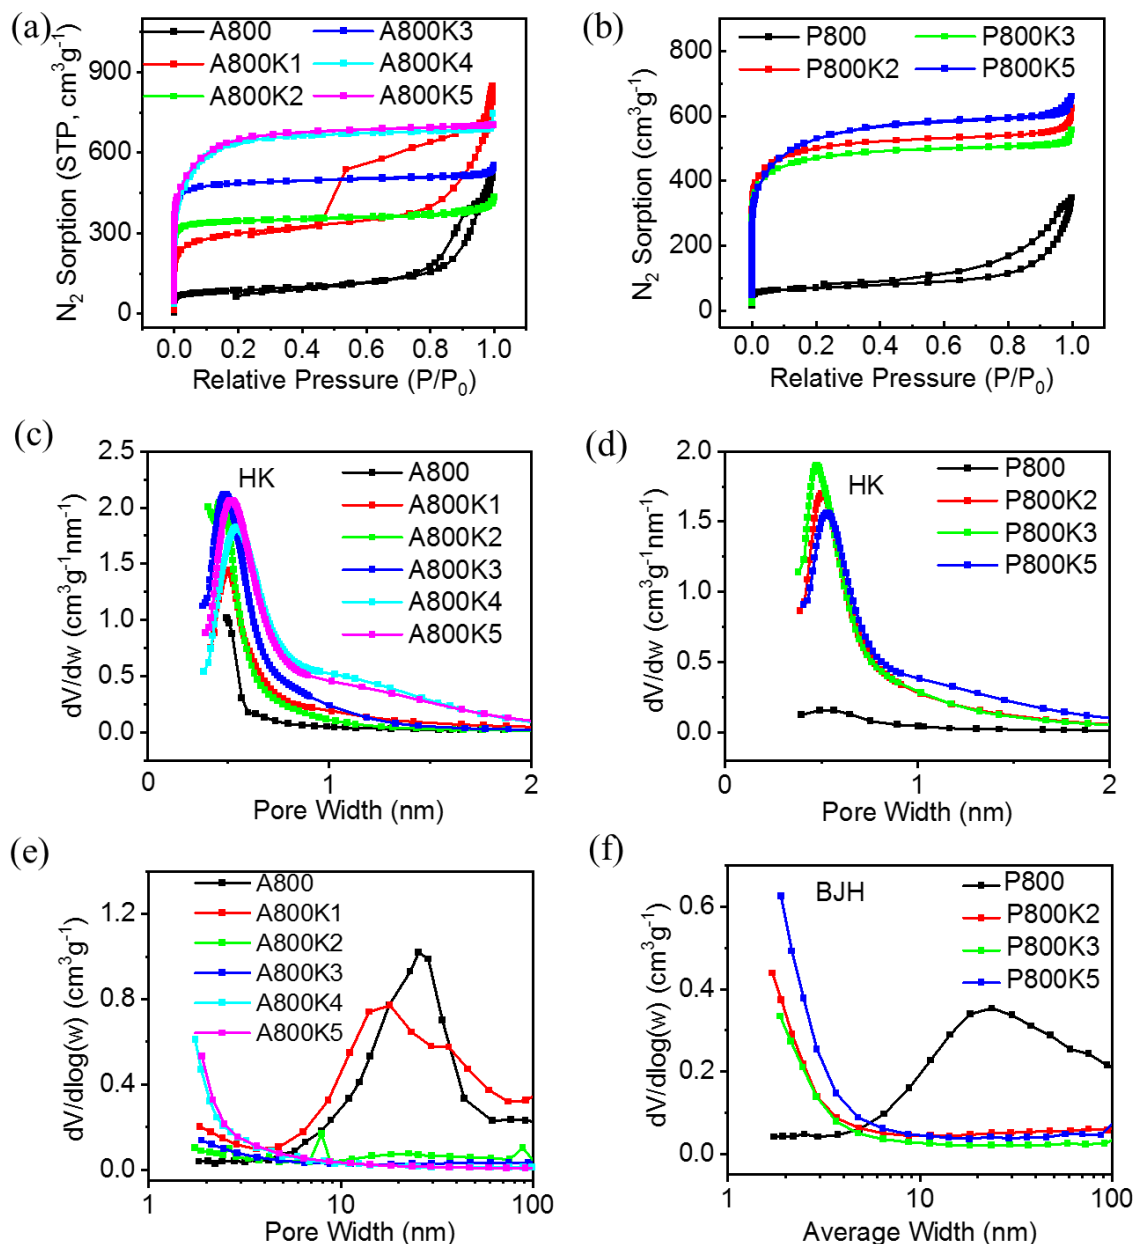 (a)
A800
A800K1
A800K2
A800K3
A800K4
A800K5
N2 Sorption (STP, cm3g-1)
900
600
300
0
0.0 0.2 0.4 0.6 0.8 1.0
Relative Pressure (P/P0)
(b)
P800
P800K2
P800K3
P800K5
N2 Sorption (cm3g-1)
800
600
400
200
0
0.0 0.2 0.4 0.6 0.8 1.0
Relative Pressure (P/P0)
(c)
HK
A800
A800K1
A800K2
A800K3
A800K4
A800K5
dV/dw (cm3g-1nm-1)
2.5
2.0
1.5
1.0
0.5
0.0
0 1 2
Pore Width (nm)
(d)
HK
P800
P800K2
P800K3
P800K5
dV/dw (cm3g-1nm-1)
2.0
1.5
1.0
0.5
0.0
0 1 2
Pore Width (nm)
(e)
A800
A800K1
A800K2
A800K3
A800K4
A800K5
dV/dlog(w) (cm3g-1)
1.2
0.8
0.4
0.0
1 10 100
Pore Width (nm)
(f)
BJH
P800
P800K2
P800K3
P800K5
dV/dlog(w) (cm3g-1)
0.6
0.4
0.2
0.0
1 10 100
Average Width (nm)